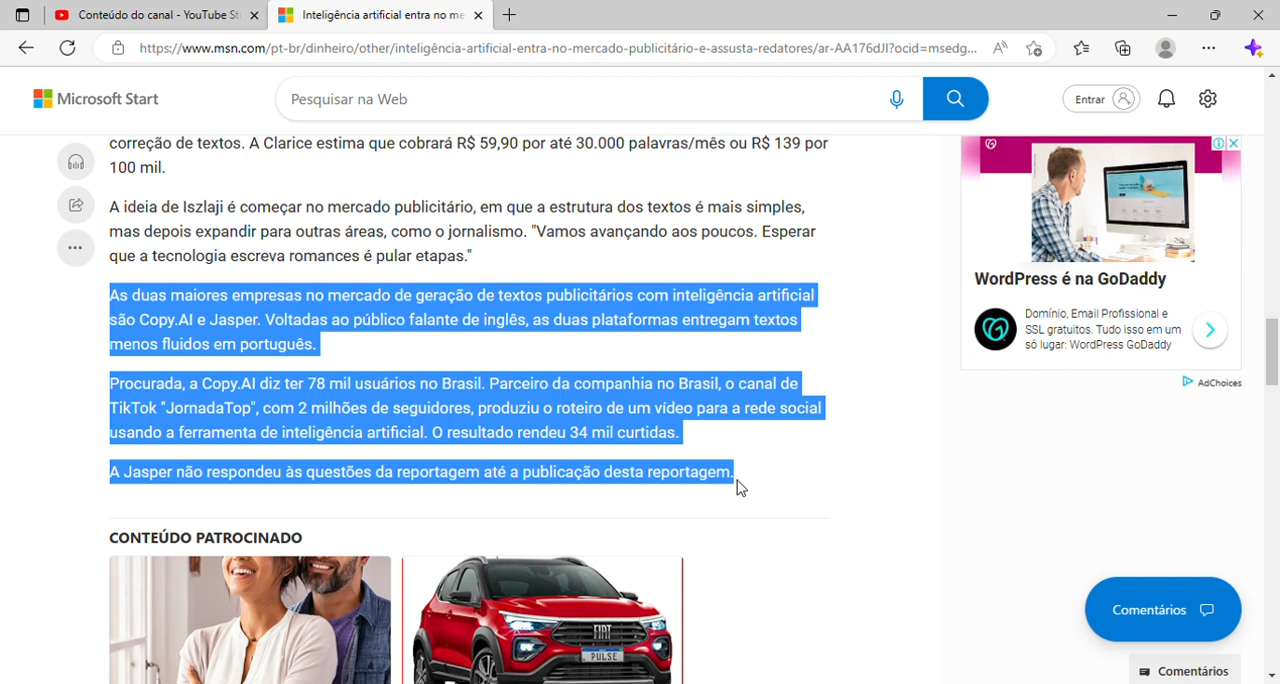 Conteúdo do canal - YouTube St
Inteligência artificial entra no me
https://www.msn.com/pt-br/dinheiro/other/inteligência-artificial-entra-no-mercado-publicitário-e-assusta-redatores/ar-AA176dJl?ocid=msedg...
Microsoft Start
Pesquisar na Web
Entrar
correção de textos. A Clarice estima que cobrará R$ 59,90 por até 30.000 palavras/mês ou R$ 139 por
100 mil.
A ideia de Iszlaji é começar no mercado publicitário, em que a estrutura dos textos é mais simples,
mas depois expandir para outras áreas, como o jornalismo. "Vamos avançando aos poucos. Esperar
que a tecnologia escreva romances é pular etapas."
As duas maiores empresas no mercado de geração de textos publicitários com inteligência artificial
são Copy.AI e Jasper. Voltadas ao público falante de inglês, as duas plataformas entregam textos
menos fluidos em português.
Procurada, a Copy.AI diz ter 78 mil usuários no Brasil. Parceiro da companhia no Brasil, o canal de
TikTok "JornadaTop", com 2 milhões de seguidores, produziu o roteiro de um vídeo para a rede social
usando a ferramenta de inteligência artificial. O resultado rendeu 34 mil curtidas.
A Jasper não respondeu às questões da reportagem até a publicação desta reportagem.
CONTEÚDO PATROCINADO
FIAT
PULSE
WordPress é na GoDaddy
Domínio, Email Profissional e
SSL gratuitos. Tudo isso em um
só lugar: WordPress GoDaddy
AdChoices
Comentários
Comentários